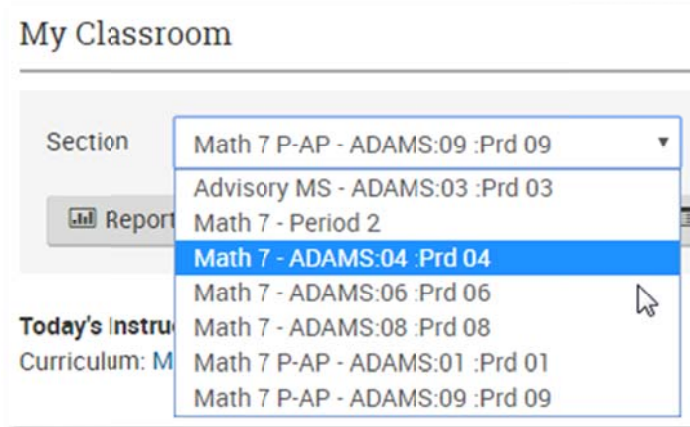 My Classroom
Section
Math 7 P-AP - ADAMS:09 :Prd 09
Advisory MS - ADAMS:03 :Prd 03
Report
Math 7 - Period 2
Math 7 - ADAMS:04 :Prd 04
Math 7 - ADAMS:06 :Prd 06
Math 7 - ADAMS:08 :Prd 08
Math 7 P-AP - ADAMS:01 :Prd 01
Math 7 P-AP - ADAMS:09 :Prd 09
Today's Instru
Curriculum: M